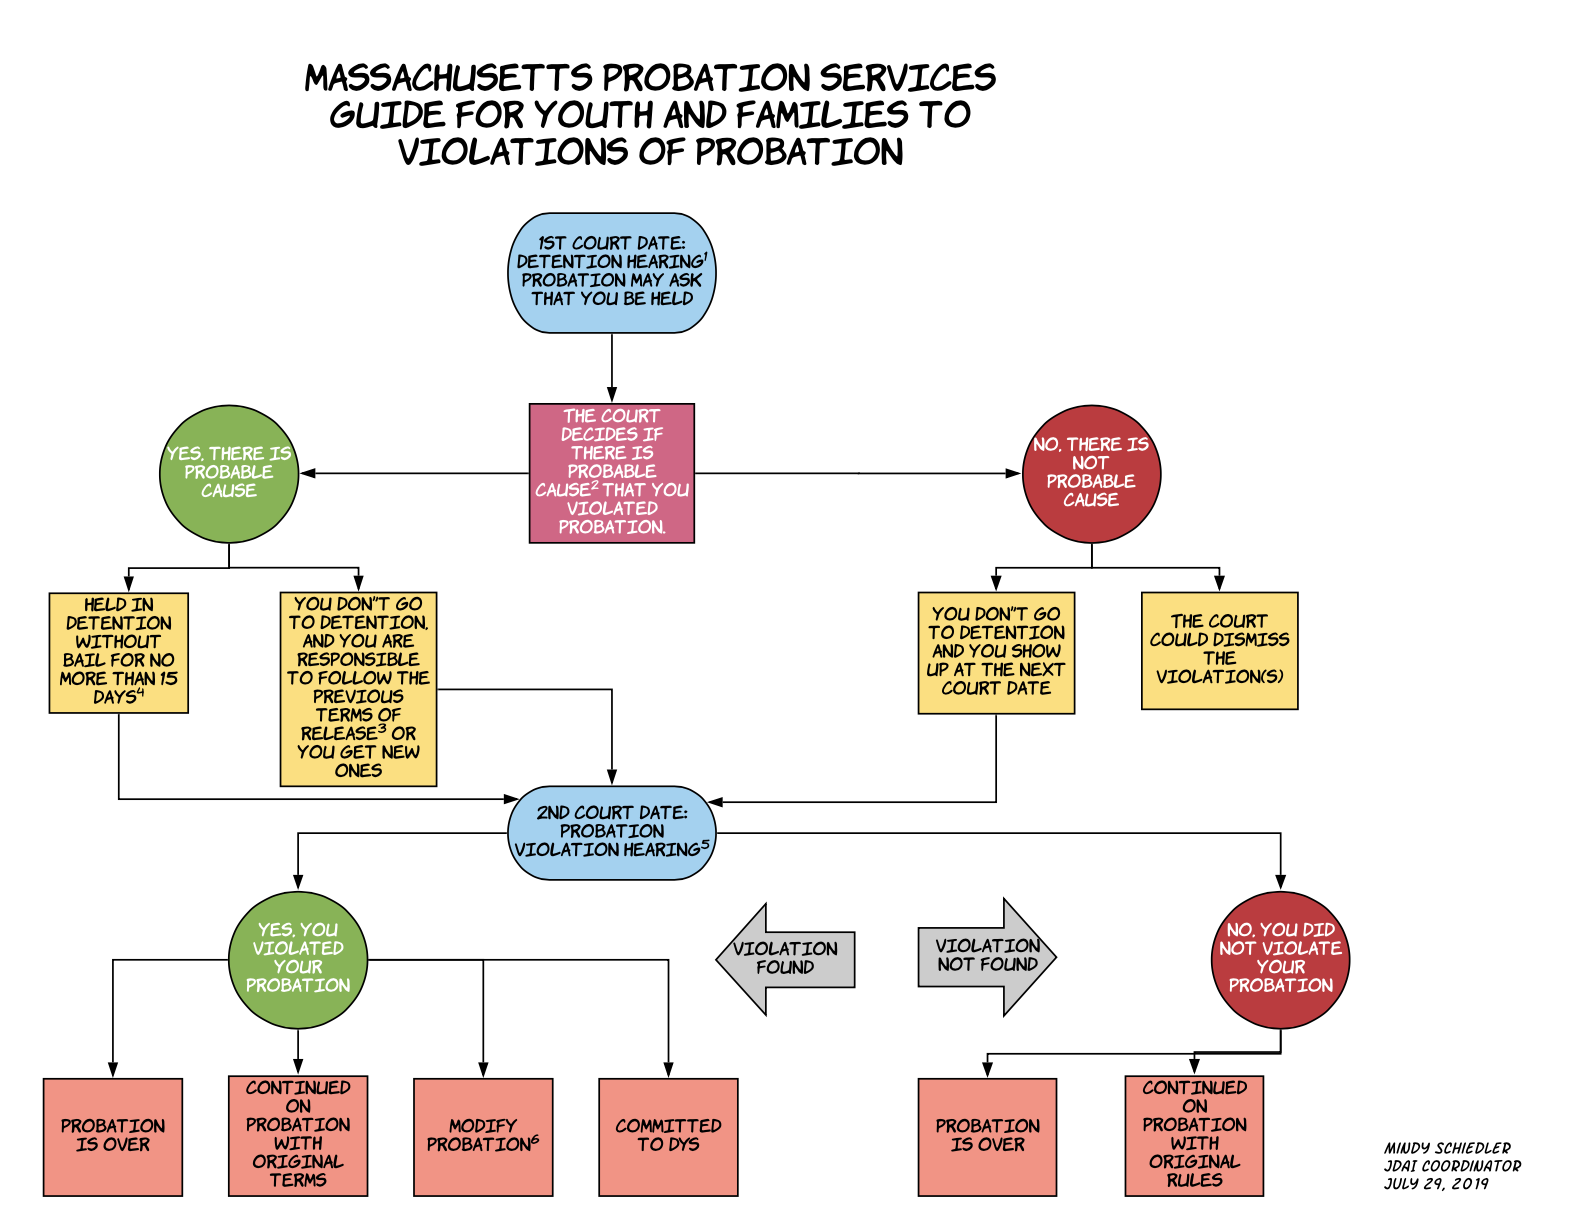 MASSACHUSETTS PROBATION SERVICES
GUIDE FOR YOUTH AND FAMILIES TO
VIOLATIONS OF PROBATION
1ST COURT DATE:
DETENTION HEARING¹
PROBATION MAY ASK
THAT YOU BE HELD
THE COURT
DECIDES IF
THERE IS
PROBABLE
CAUSE² THAT YOU
VIOLATED
PROBATION.
YES, THERE IS
PROBABLE
CAUSE
NO, THERE IS
NOT
PROBABLE
CAUSE
HELD IN
DETENTION
WITHOUT
BAIL FOR NO
MORE THAN 15
DAYS⁴
YOU DON"T GO
TO DETENTION,
AND YOU ARE
RESPONSIBLE
TO FOLLOW THE
PREVIOUS
TERMS OF
RELEASE³ OR
YOU GET NEW
ONES
YOU DON"T GO
TO DETENTION
AND YOU SHOW
UP AT THE NEXT
COURT DATE
THE COURT
COULD DISMISS
THE
VIOLATION(S)
2ND COURT DATE:
PROBATION
VIOLATION HEARING⁵
YES, YOU
VIOLATED
YOUR
PROBATION
VIOLATION
FOUND
VIOLATION
NOT FOUND
NO, YOU DID
NOT VIOLATE
YOUR
PROBATION
PROBATION
IS OVER
CONTINUED
ON
PROBATION
WITH
ORIGINAL
TERMS
MODIFY
PROBATION⁶
COMMITTED
TO DYS
PROBATION
IS OVER
CONTINUED
ON
PROBATION
WITH
ORIGINAL
RULES
MINDY SCHIEDLER
JDAI COORDINATOR
JULY 29, 2019